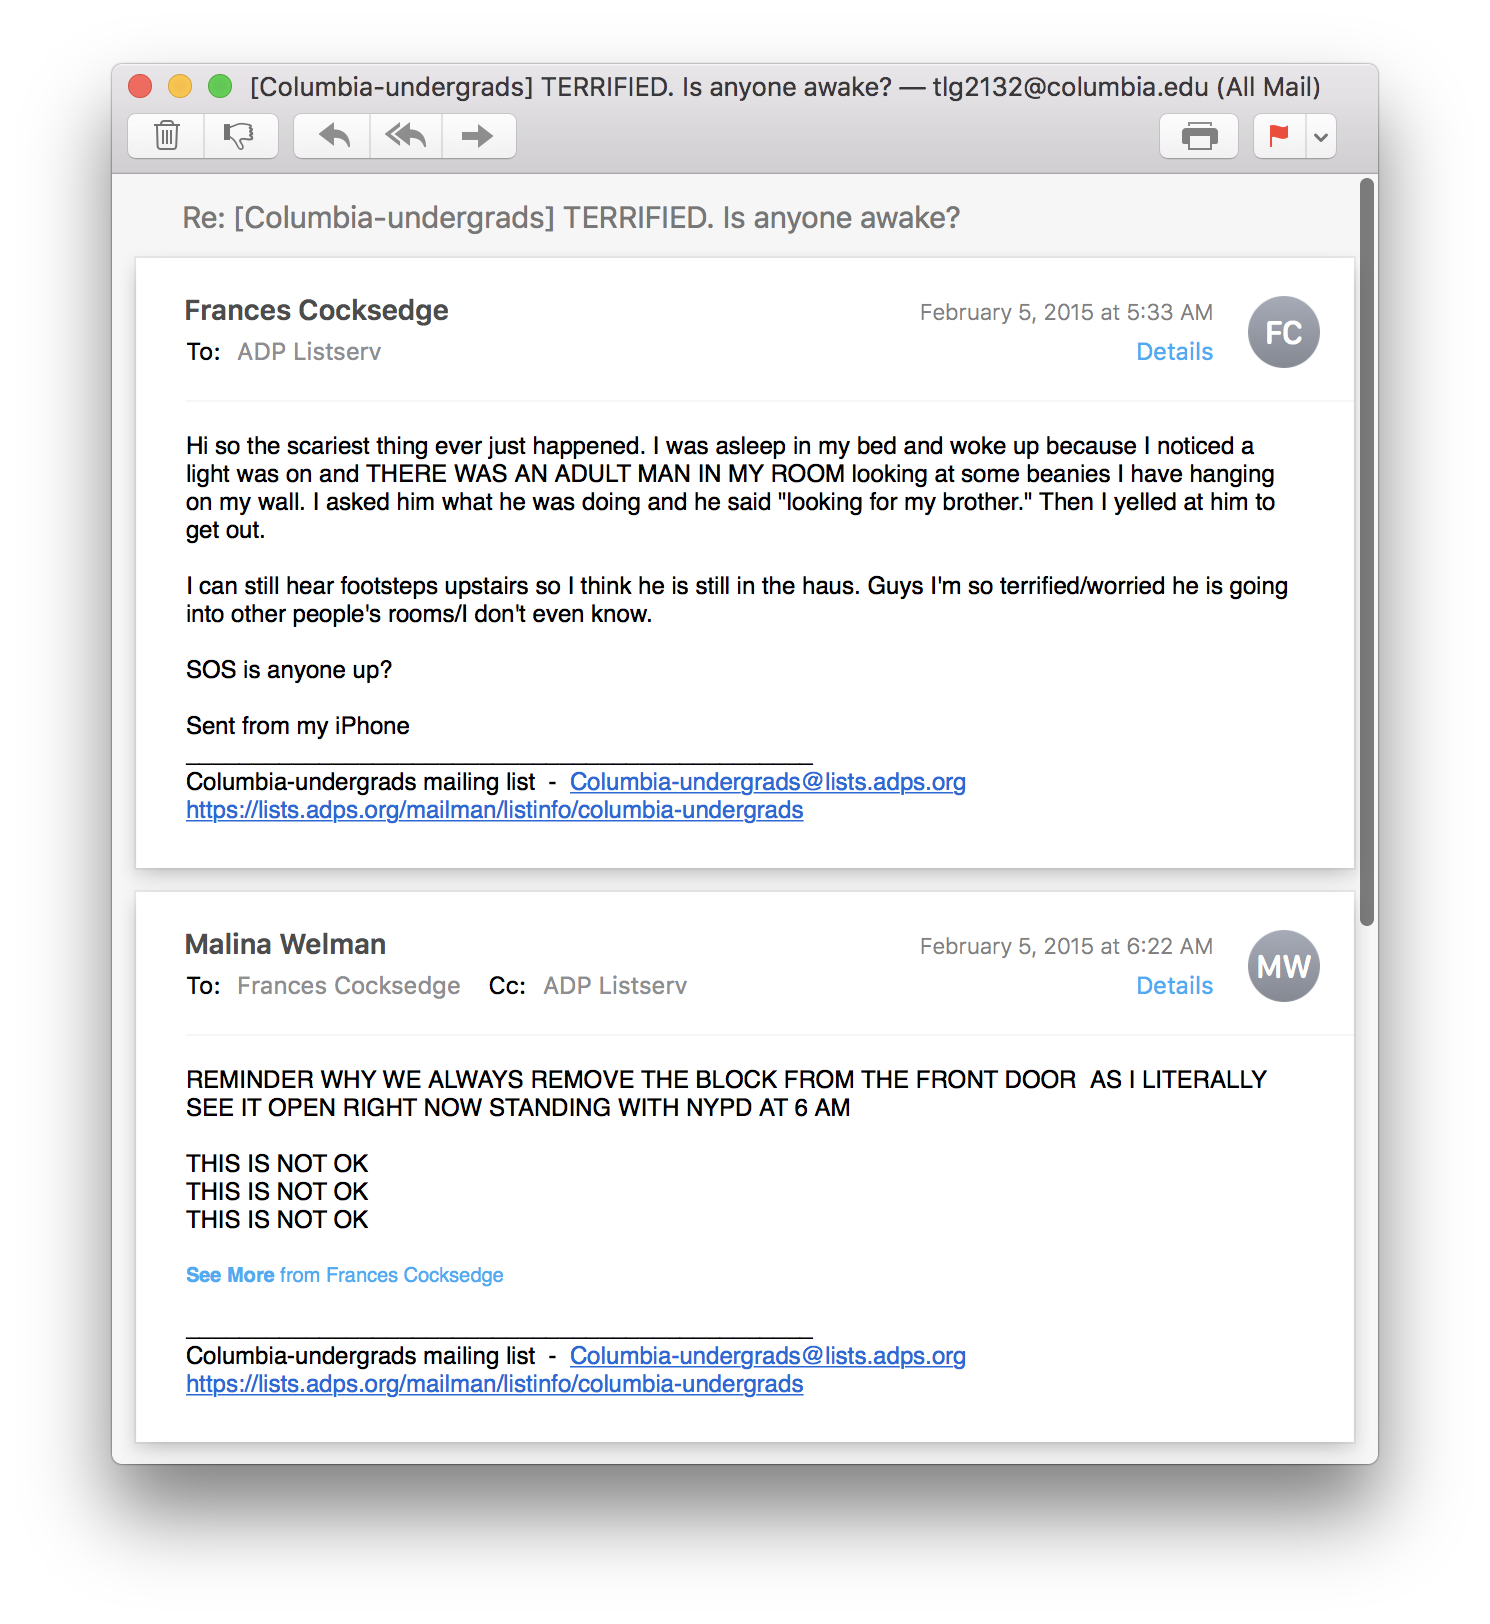 [Columbia-undergrads] TERRIFIED. Is anyone awake? — tlg2132@columbia.edu (All Mail)
Re: [Columbia-undergrads] TERRIFIED. Is anyone awake?
Frances Cocksedge
February 5, 2015 at 5:33 AM
FC
To: ADP Listserv
Details
Hi so the scariest thing ever just happened. I was asleep in my bed and woke up because I noticed a
light was on and THERE WAS AN ADULT MAN IN MY ROOM looking at some beanies I have hanging
on my wall. I asked him what he was doing and he said "looking for my brother." Then I yelled at him to
get out.
I can still hear footsteps upstairs so I think he is still in the haus. Guys I'm so terrified/worried he is going
into other people's rooms/I don't even know.
SOS is anyone up?
Sent from my iPhone
_______________________________________________
Columbia-undergrads mailing list  -  Columbia-undergrads@lists.adps.org
https://lists.adps.org/mailman/listinfo/columbia-undergrads
Malina Welman
February 5, 2015 at 6:22 AM
MW
To: Frances Cocksedge Cc: ADP Listserv
Details
REMINDER WHY WE ALWAYS REMOVE THE BLOCK FROM THE FRONT DOOR  AS I LITERALLY
SEE IT OPEN RIGHT NOW STANDING WITH NYPD AT 6 AM
THIS IS NOT OK
THIS IS NOT OK
THIS IS NOT OK
See More from Frances Cocksedge
_______________________________________________
Columbia-undergrads mailing list  -  Columbia-undergrads@lists.adps.org
https://lists.adps.org/mailman/listinfo/columbia-undergrads